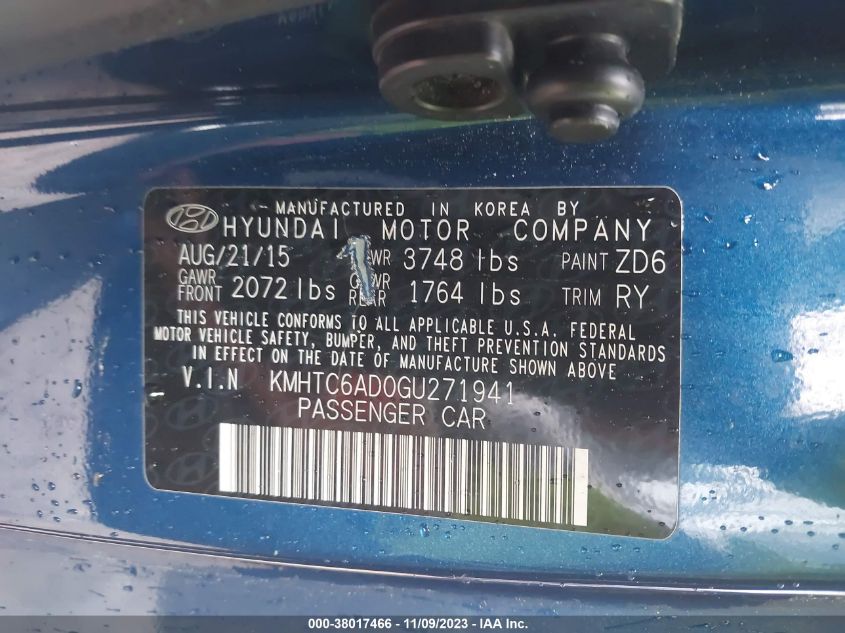 MANUFACTURED IN KOREA BY
HYUNDAI MOTOR COMPANY
AUG/21/15 WR 3748 lbs PAINT ZD6
GAWR FRONT 2072 lbs 1764 lbs TRIM RY
THIS VEHICLE CONFORMS TO ALL APPLICABLE U.S.A. FEDERAL
MOTOR VEHICLE SAFETY, BUMPER, AND THEFT PREVENTION STANDARDS
IN EFFECT ON THE DATE OF MANUFACTURE SHOWN ABOVE
V.I.N KMHTC6AD0GU271941
PASSENGER CAR
000-38017466 - 11/09/2023 - IAA Inc.